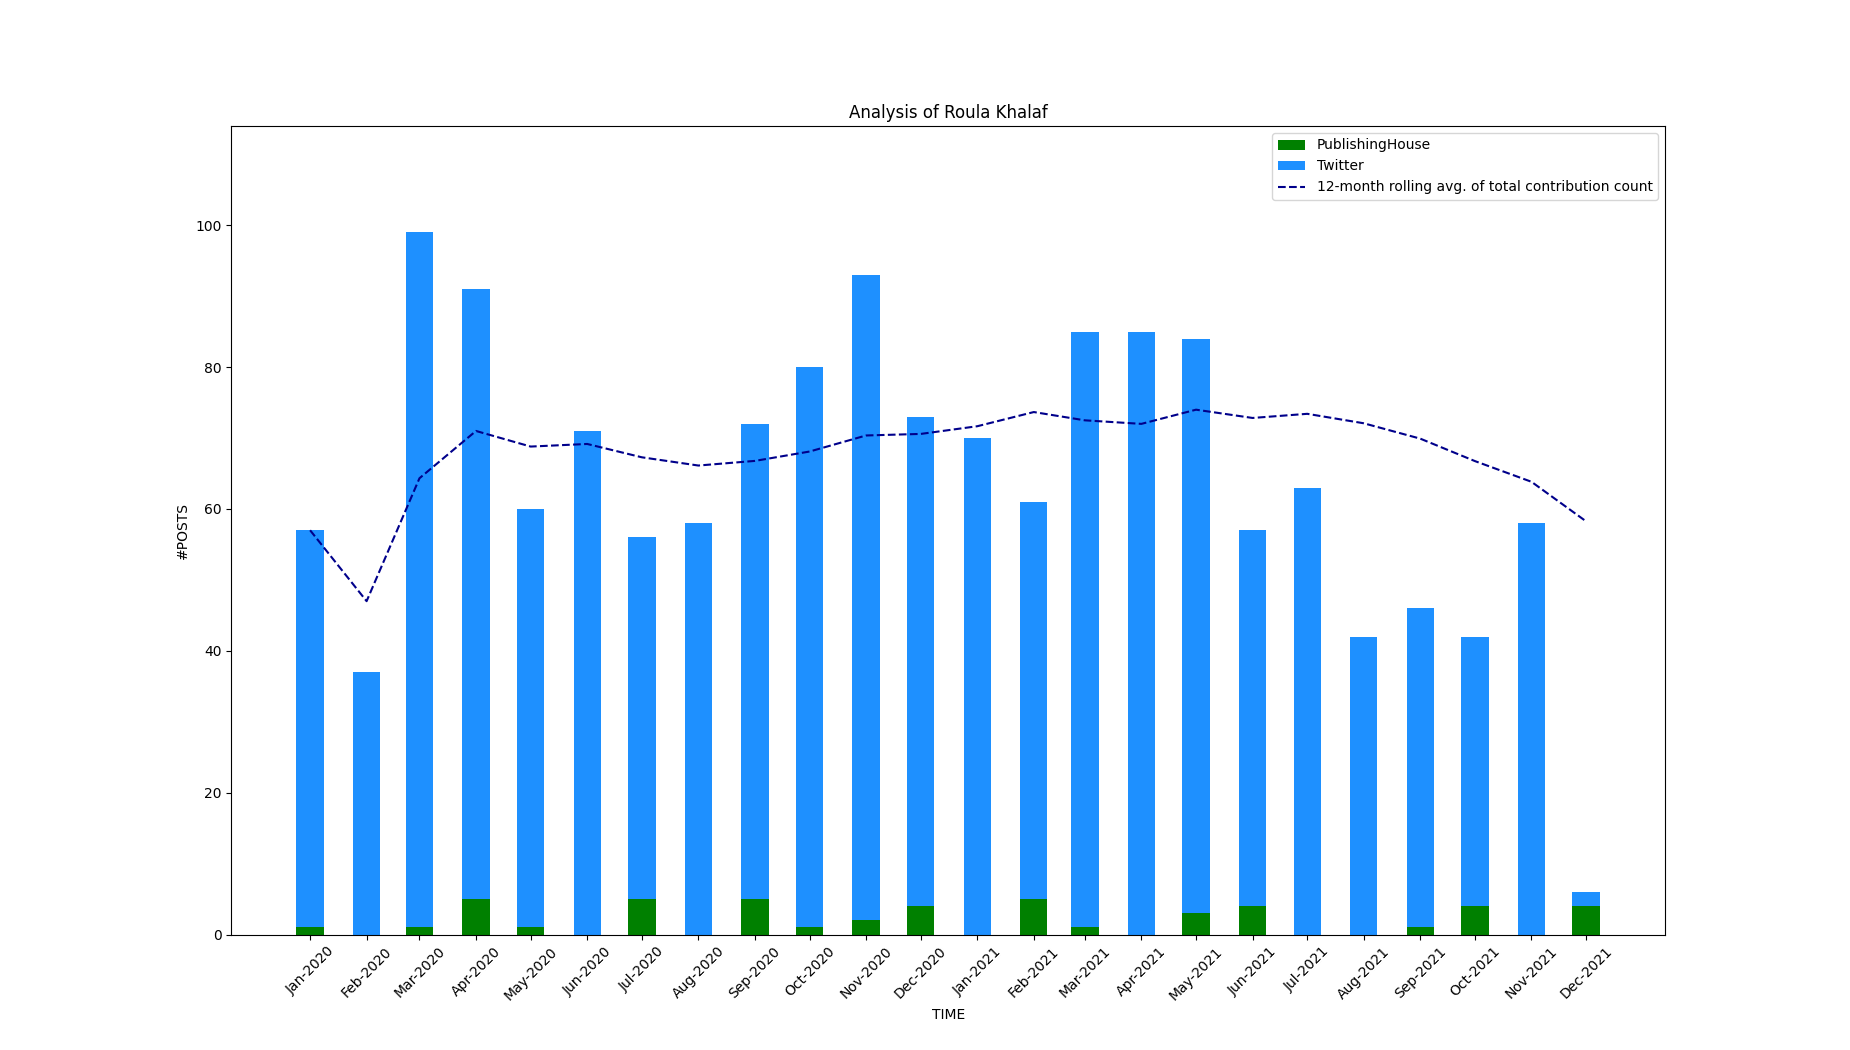 Analysis of Roula Khalaf
PublishingHouse
Twitter
12-month rolling avg. of total contribution count
100
80
60
40
20
0
#POSTS
Jan-2020
Feb-2020
Mar-2020
Apr-2020
May-2020
Jun-2020
Jul-2020
Aug-2020
Sep-2020
Oct-2020
Nov-2020
Dec-2020
Jan-2021
Feb-2021
Mar-2021
Apr-2021
May-2021
Jun-2021
Jul-2021
Aug-2021
Sep-2021
Oct-2021
Nov-2021
Dec-2021
TIME